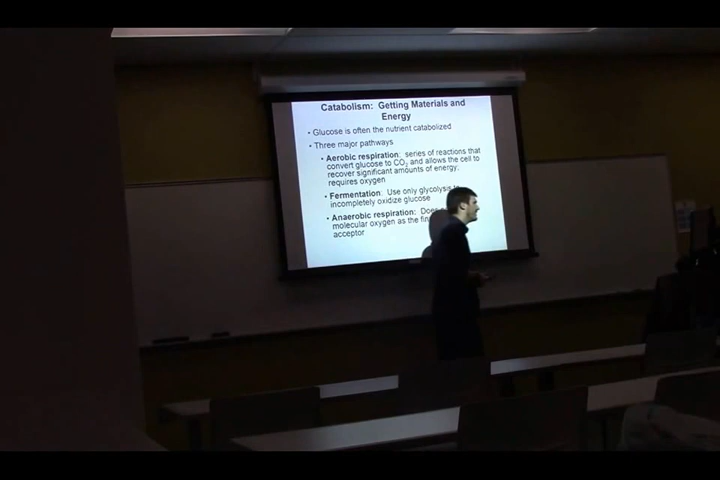 Catabolism: Getting Materials and
Energy
• Glucose is often the nutrient catabolized
• Three major pathways
• Aerobic respiration: series of reactions that
convert glucose to CO2 and allows the cell to
recover significant amounts of energy;
requires oxygen
• Fermentation: Use only glycolysis
incompletely oxidize glucose
• Anaerobic respiration:
molecular oxygen as the
acceptor